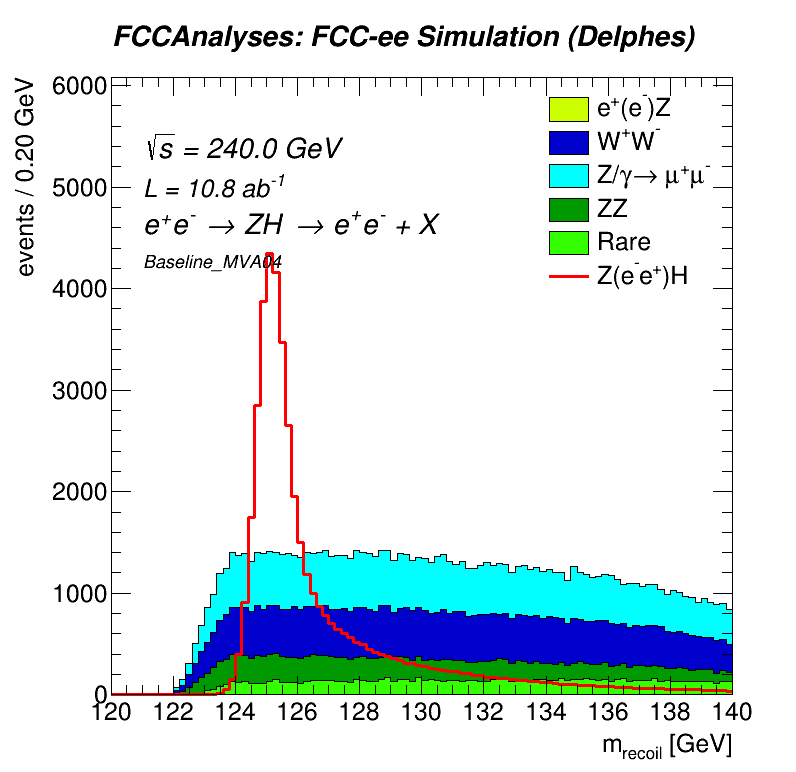 FCCAnalyses: FCC-ee Simulation (Delphes)
events / 0.20 GeV
6000
5000
4000
3000
2000
1000
0
√s = 240.0 GeV
L = 10.8 ab⁻¹
e⁺e⁻ → ZH → e⁺e⁻ + X
Baseline_MVA04
e⁺(e⁻)Z
W⁺W⁻
Z/γ→ μ⁺μ⁻
ZZ
Rare
Z(e⁻e⁺)H
120 122 124 126 128 130 132 134 136 138 140
m_recoil [GeV]